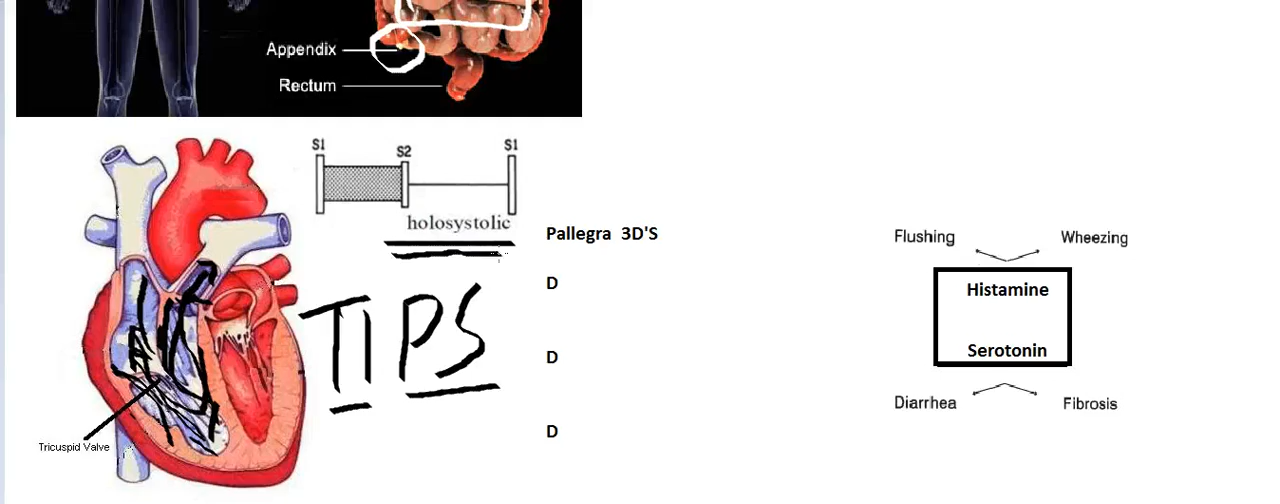 Appendix
Rectum
S1 S2 S1
holosystolic
Pallegra 3D'S
D
D
D
TIPS
Tricuspid Valve
Flushing Wheezing
Histamine
Serotonin
Diarrhea Fibrosis